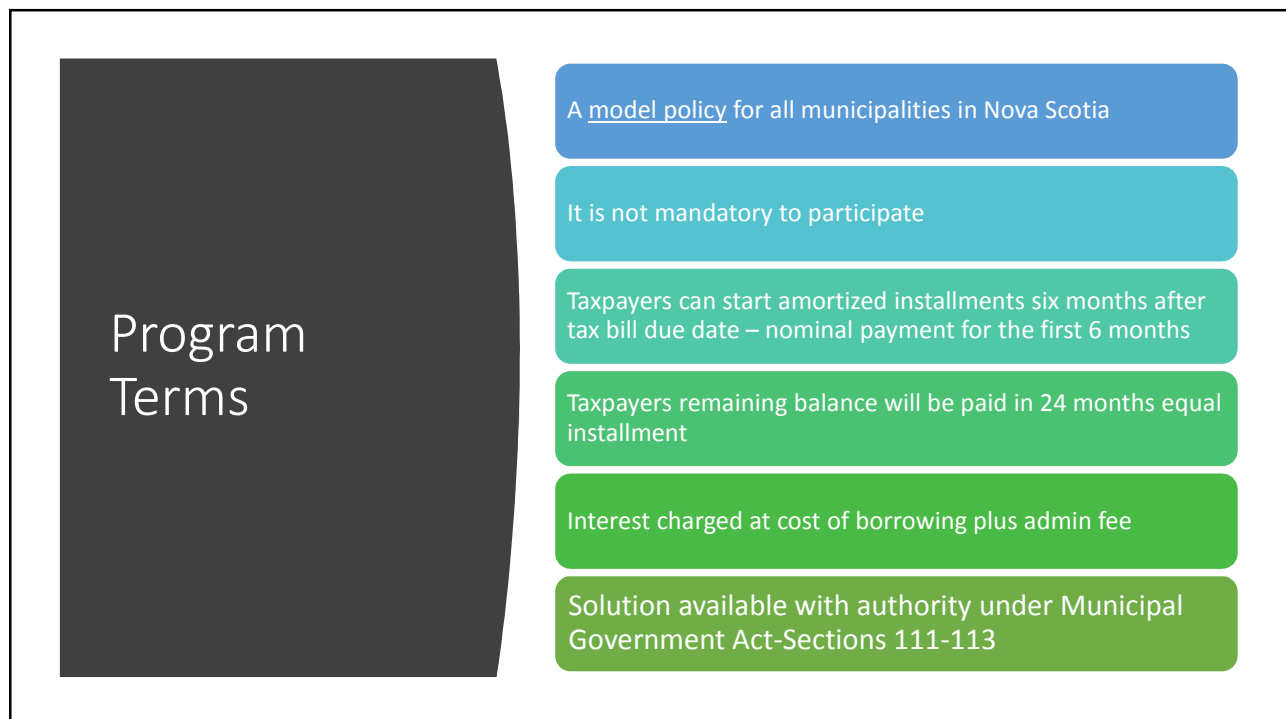 Program
Terms
A model policy for all municipalities in Nova Scotia
It is not mandatory to participate
Taxpayers can start amortized installments six months after
tax bill due date – nominal payment for the first 6 months
Taxpayers remaining balance will be paid in 24 months equal
installment
Interest charged at cost of borrowing plus admin fee
Solution available with authority under Municipal
Government Act-Sections 111-113